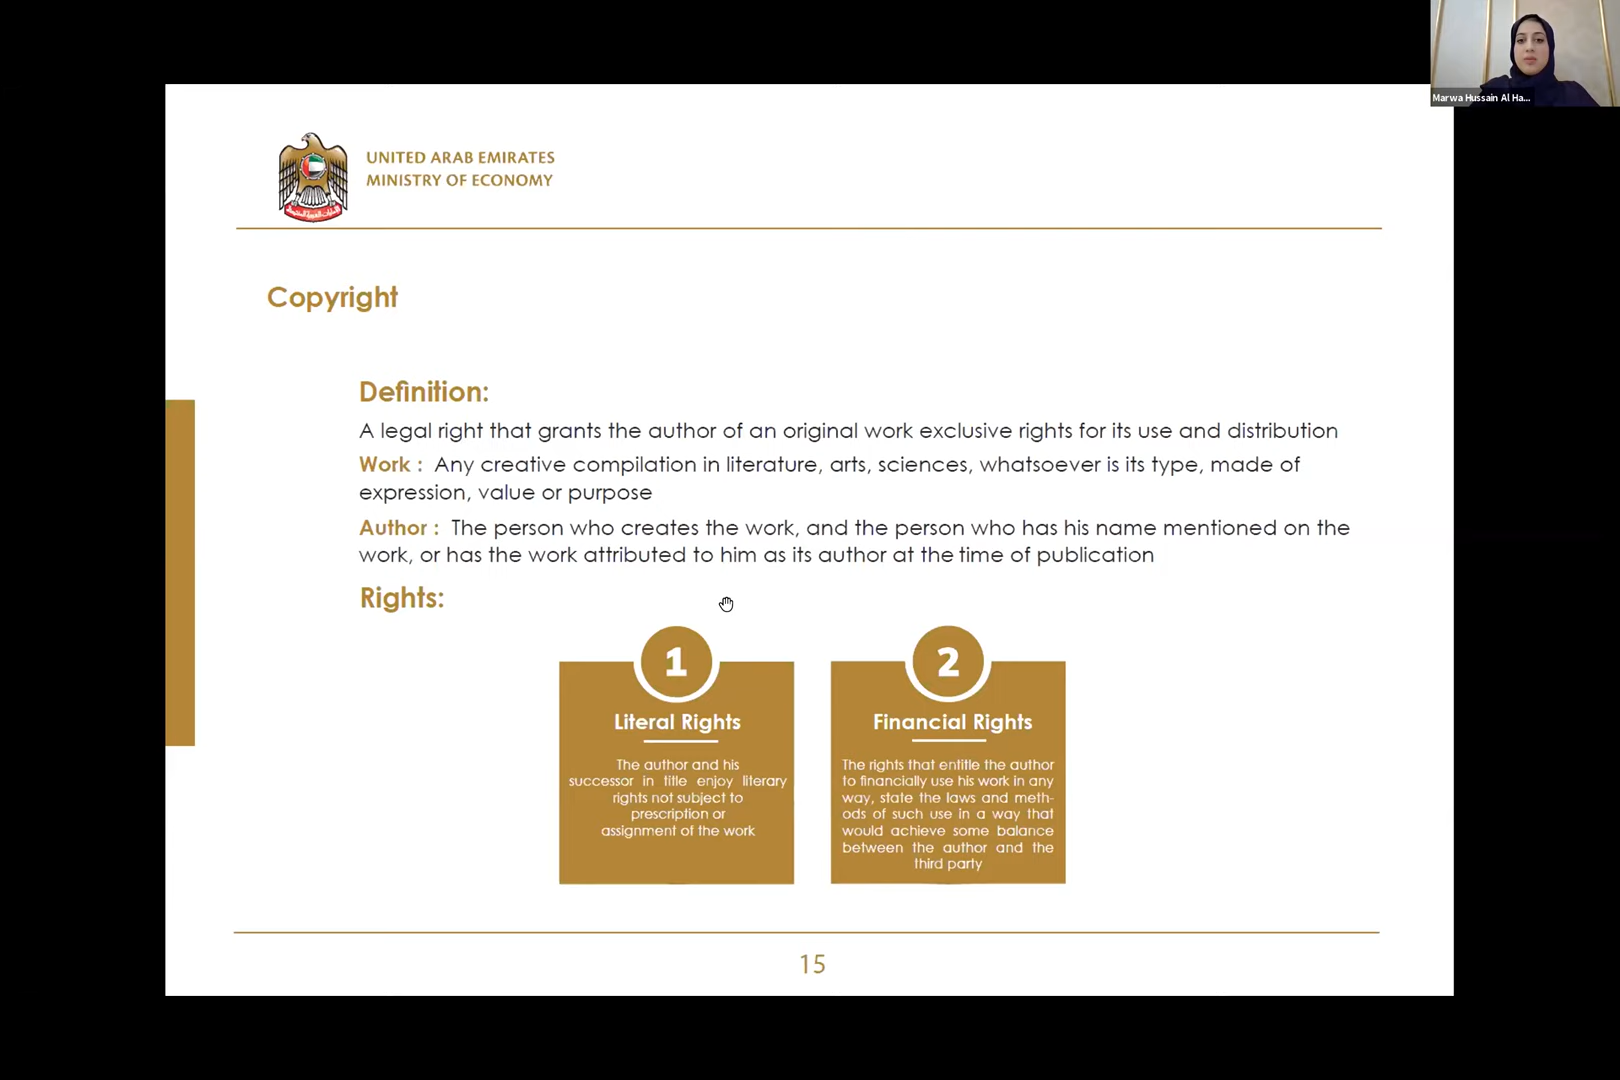 Marwa Hussain Al Ha...
UNITED ARAB EMIRATES
MINISTRY OF ECONOMY
Copyright
Definition:
A legal right that grants the author of an original work exclusive rights for its use and distribution
Work : Any creative compilation in literature, arts, sciences, whatsoever is its type, made of
expression, value or purpose
Author : The person who creates the work, and the person who has his name mentioned on the
work, or has the work attributed to him as its author at the time of publication
Rights:
1
Literal Rights
The author and his
successor in title enjoy literary
rights not subject to
prescription or
assignment of the work
2
Financial Rights
The rights that entitle the author
to financially use his work in any
way, state the laws and meth-
ods of such use in a way that
would achieve some balance
between the author and the
third party
15